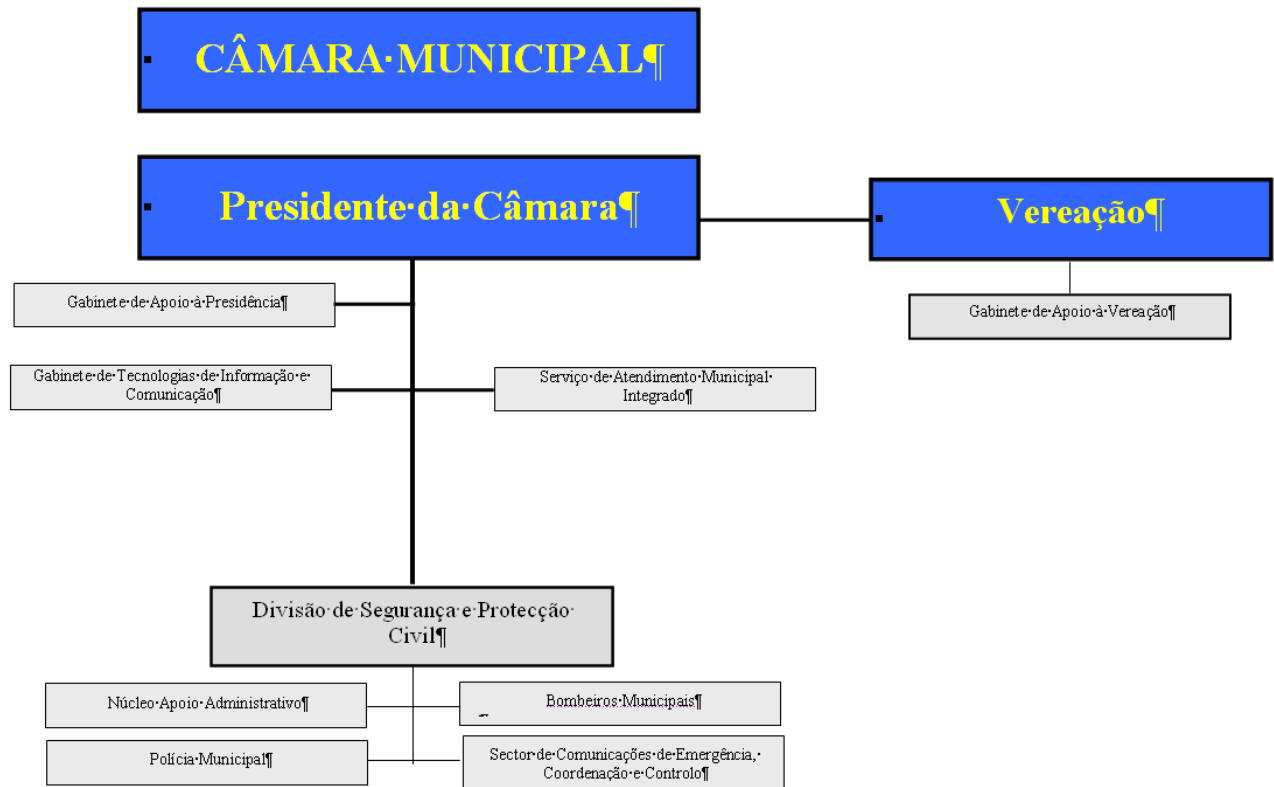 CÂMARA·MUNICIPAL¶
Presidente·da·Câmara¶
Vereação¶
Gabinete·de·Apoio·à·Presidência¶
Gabinete·de·Apoio·à·Vereação¶
Gabinete·de·Tecnologias·de·Informação·e·
Comunicação¶
Serviço·de·Atendimento·Municipal·
Integrado¶
Divisão·de·Segurança·e·Protecção·
Civil¶
Núcleo·Apoio·Administrativo¶
Bombeiros·Municipais¶
¶
Polícia·Municipal¶
Sector·de·Comunicações·de·Emergência,·
Coordenação·e·Controlo¶